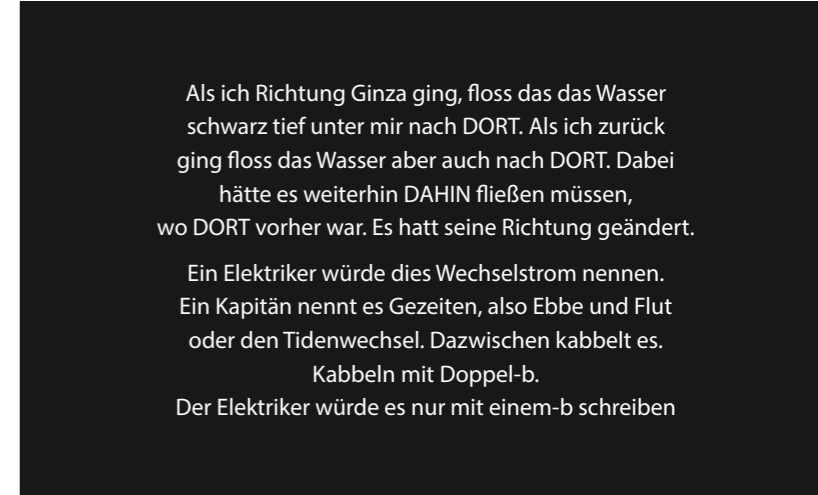 Als ich Richtung Ginza ging, floss das das Wasser
schwarz tief unter mir nach DORT. Als ich zurück
ging floss das Wasser aber auch nach DORT. Dabei
hätte es weiterhin DAHIN fließen müssen,
wo DORT vorher war. Es hatt seine Richtung geändert.
Ein Elektriker würde dies Wechselstrom nennen.
Ein Kapitän nennt es Gezeiten, also Ebbe und Flut
oder den Tidenwechsel. Dazwischen kabbelt es.
Kabbeln mit Doppel-b.
Der Elektriker würde es nur mit einem-b schreiben